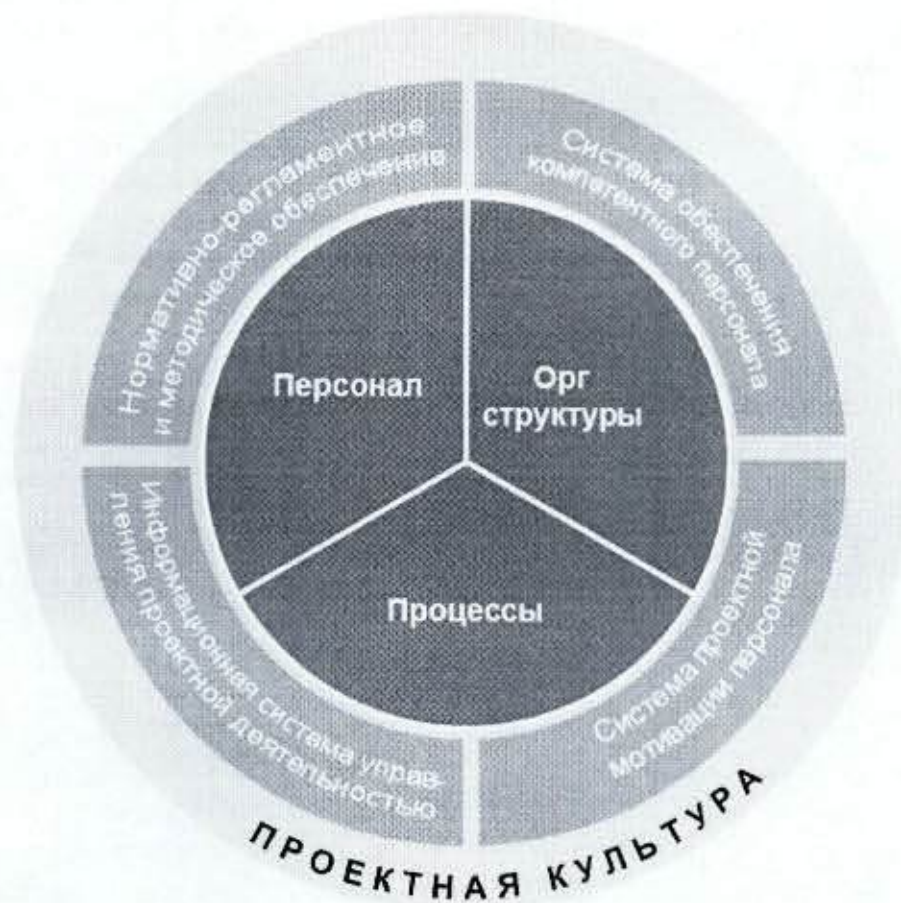 Нормативно-регламентное
и методическое обеспечение
Система обеспечения
компетентного персонала
Персонал
Орг
структуры
Процессы
Информационная система управ-
ления проектной деятельностью
Система проектной
мотивации персонала
ПРОЕКТНАЯ КУЛЬТУРА